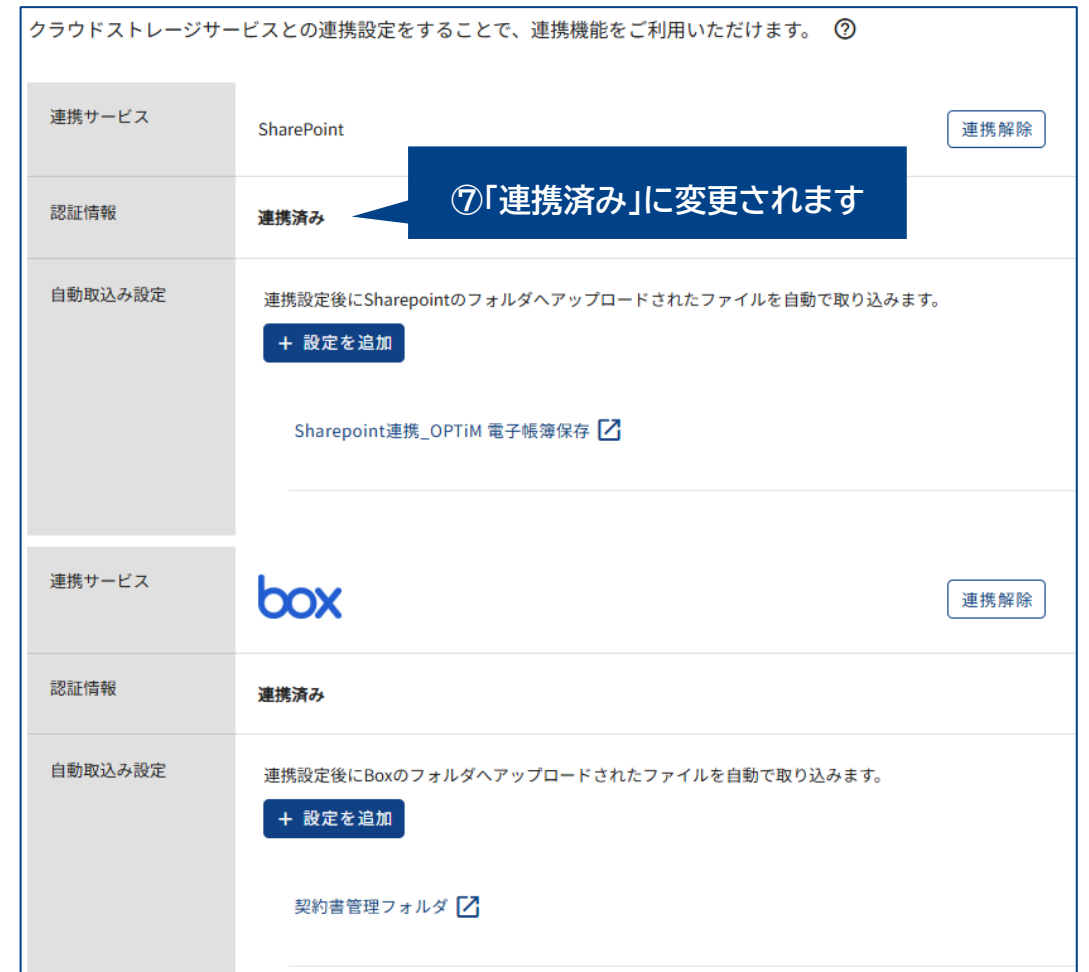 クラウドストレージサービスとの連携設定をすることで、連携機能をご利用いただけます。 ?
連携サービス
SharePoint
連携解除
⑦「連携済み」に変更されます
認証情報
連携済み
自動取込み設定
連携設定後にSharepointのフォルダへアップロードされたファイルを自動で取り込みます。
+ 設定を追加
Sharepoint連携_OPTiM 電子帳簿保存
連携サービス
box
連携解除
認証情報
連携済み
自動取込み設定
連携設定後にBoxのフォルダへアップロードされたファイルを自動で取り込みます。
+ 設定を追加
契約書管理フォルダ